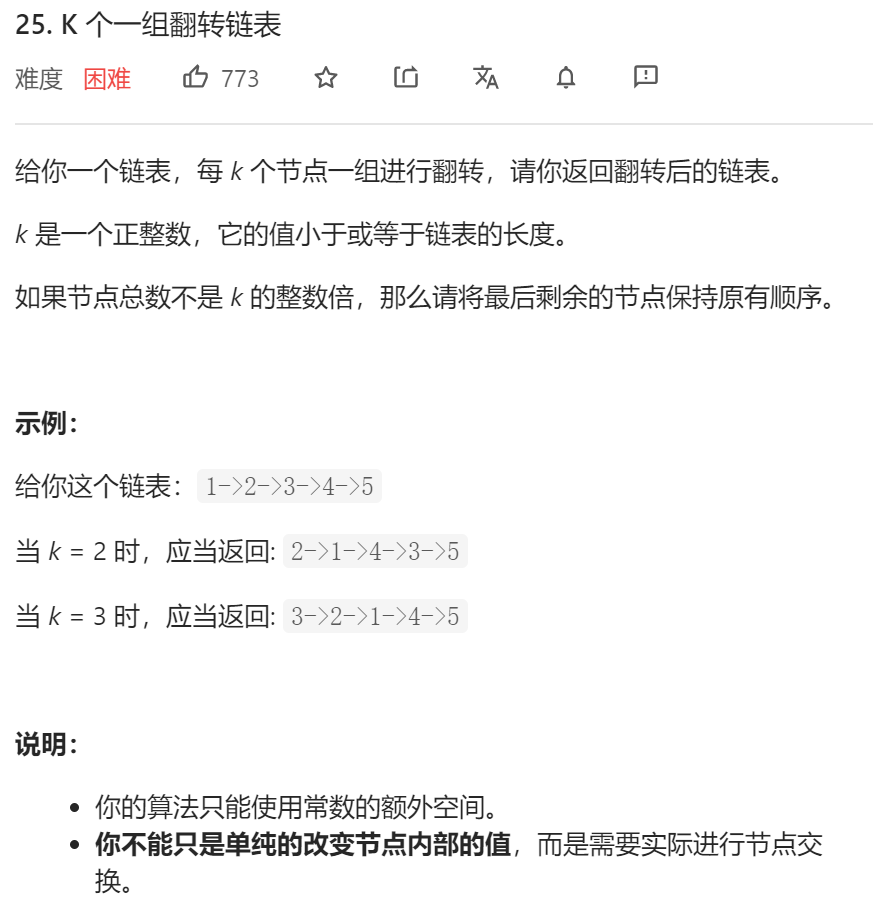 25. K 个一组翻转链表
难度 困难 773
给你一个链表，每 k 个节点一组进行翻转，请你返回翻转后的链表。
k 是一个正整数，它的值小于或等于链表的长度。
如果节点总数不是 k 的整数倍，那么请将最后剩余的节点保持原有顺序。
示例：
给你这个链表：1->2->3->4->5
当 k = 2 时，应当返回: 2->1->4->3->5
当 k = 3 时，应当返回: 3->2->1->4->5
说明：
你的算法只能使用常数的额外空间。
你不能只是单纯的改变节点内部的值，而是需要实际进行节点交
换。